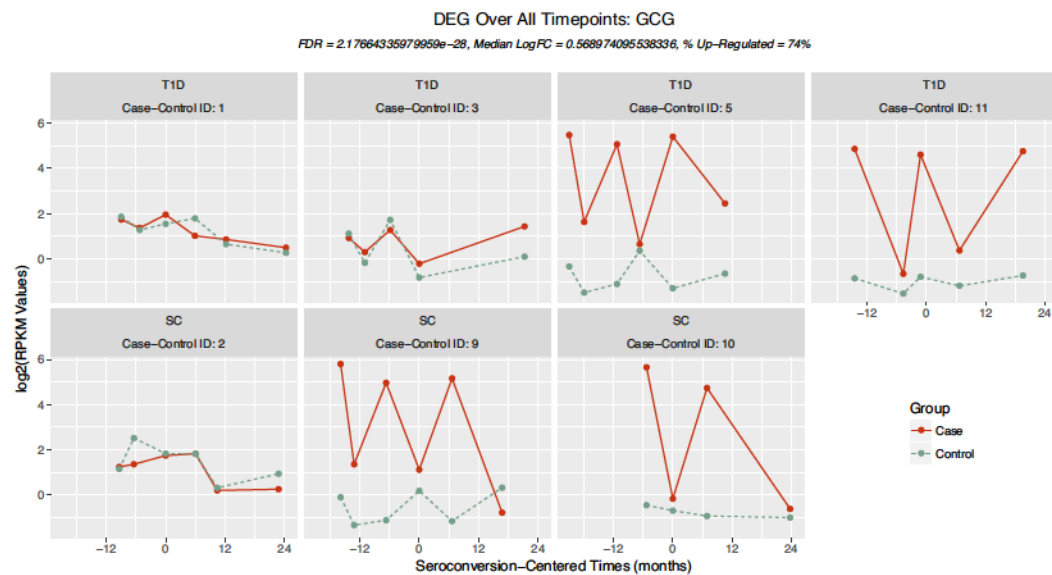 DEG Over All Timepoints: GCG
FDR = 2.17664335979959e−28, Median LogFC = 0.568974095538336, % Up−Regulated = 74%
T1D
Case−Control ID: 1
T1D
Case−Control ID: 3
T1D
Case−Control ID: 5
T1D
Case−Control ID: 11
6
4
2
0
−12
0
12
24
SC
Case−Control ID: 2
SC
Case−Control ID: 9
SC
Case−Control ID: 10
6
4
2
0
−12
0
12
24
−12
0
12
24
−12
0
12
24
log2(RPKM Values)
Seroconversion−Centered Times (months)
Group
Case
Control